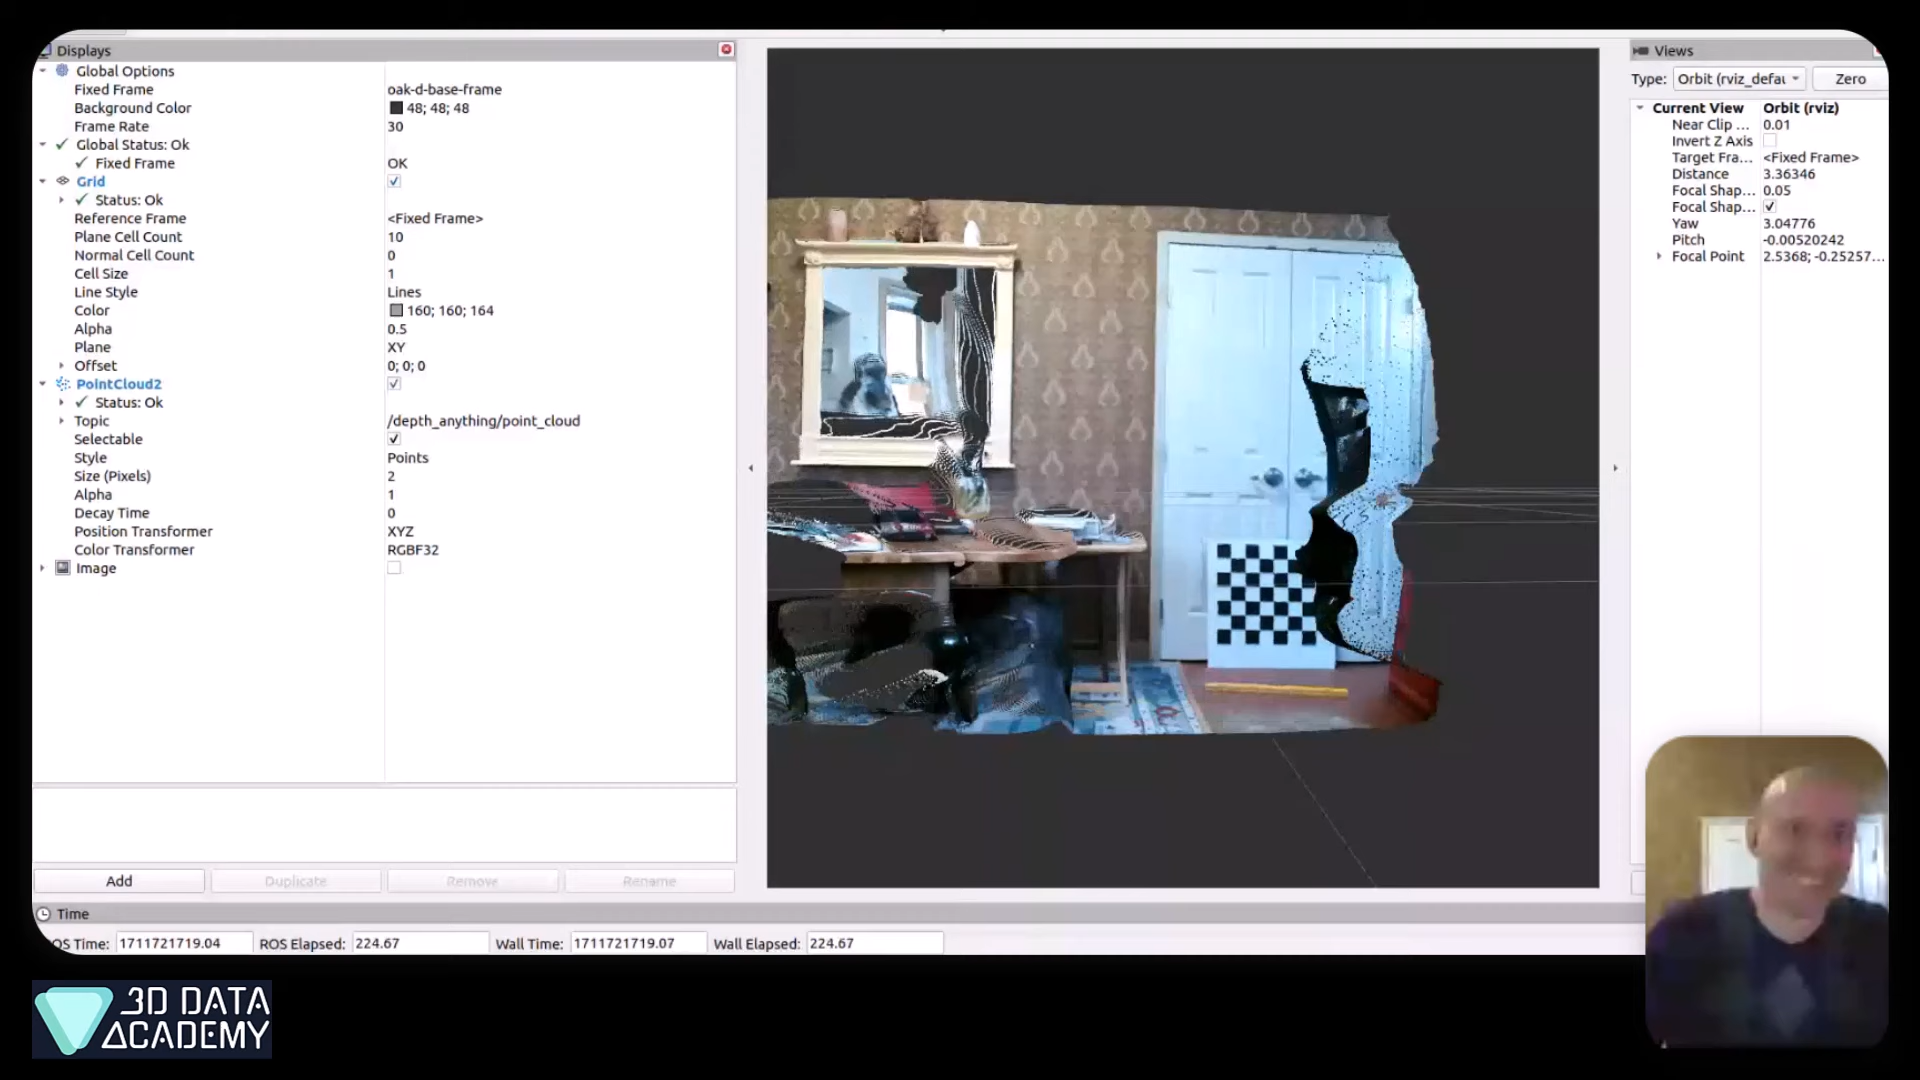 Displays
Global Options
Fixed Frame oak-d-base-frame
Background Color 48; 48; 48
Frame Rate 30
Global Status: Ok
Fixed Frame OK
Grid
Status: Ok
Reference Frame <Fixed Frame>
Plane Cell Count 10
Normal Cell Count 0
Cell Size 1
Line Style Lines
Color 160; 160; 164
Alpha 0.5
Plane XY
Offset 0; 0; 0
PointCloud2
Status: Ok
Topic /depth_anything/point_cloud
Selectable
Style Points
Size (Pixels) 2
Alpha 1
Decay Time 0
Position Transformer XYZ
Color Transformer RGBF32
Image
Add Duplicate Remove Rename
Time
OS Time: 1711721719.04 ROS Elapsed: 224.67 Wall Time: 1711721719.07 Wall Elapsed: 224.67
Views
Type: Orbit (rviz_defau Zero
Current View Orbit (rviz)
Near Clip ... 0.01
Invert Z Axis
Target Fra... <Fixed Frame>
Distance 3.36346
Focal Shap... 0.05
Focal Shap...
Yaw 3.04776
Pitch -0.00520242
Focal Point 2.5368; -0.25257...
3D DATA
ACADEMY